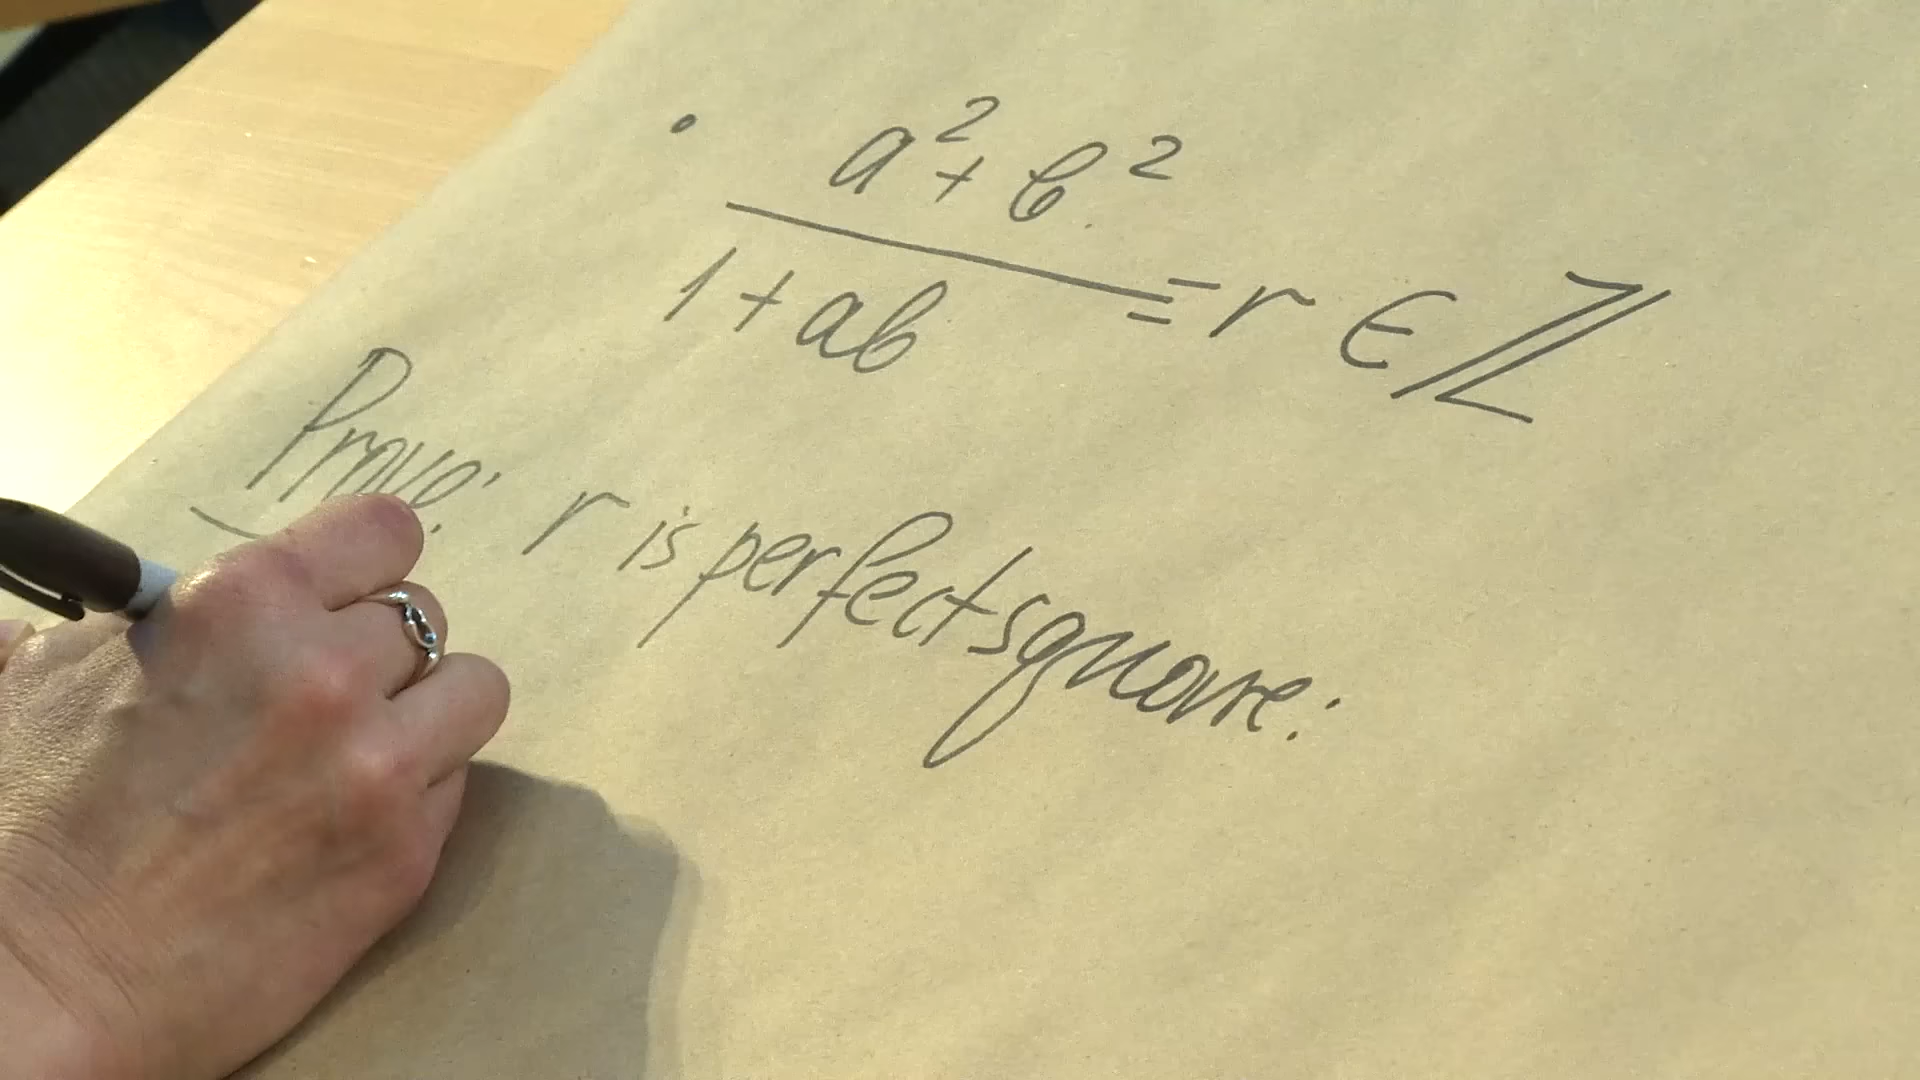 • a² + b²
1 + ab = r ∈ ℤ
Prove: r is perfect square: